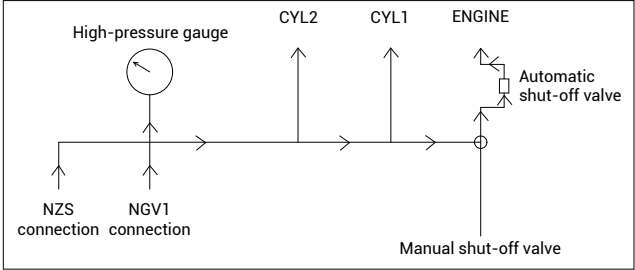 CYL2
CYL1
ENGINE
High-pressure gauge
Automatic
shut-off valve
NZS
connection
NGV1
connection
Manual shut-off valve